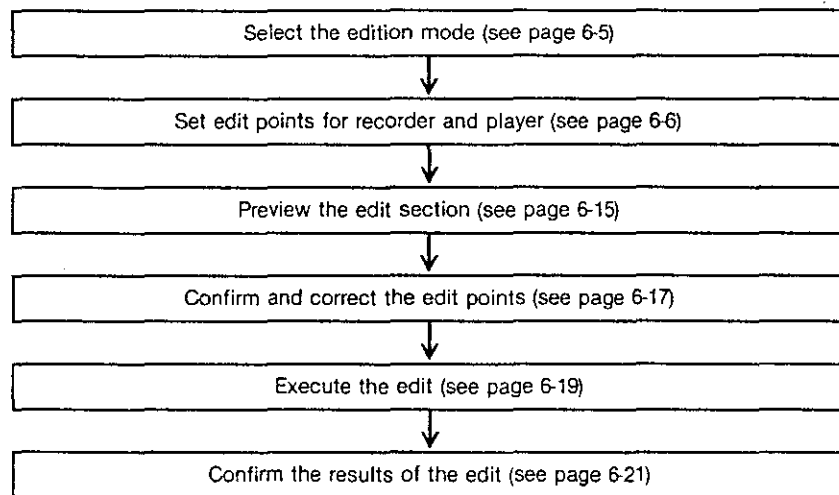 Select the edition mode (see page 6-5)
Set edit points for recorder and player (see page 6-6)
Preview the edit section (see page 6-15)
Confirm and correct the edit points (see page 6-17)
Execute the edit (see page 6-19)
Confirm the results of the edit (see page 6-21)